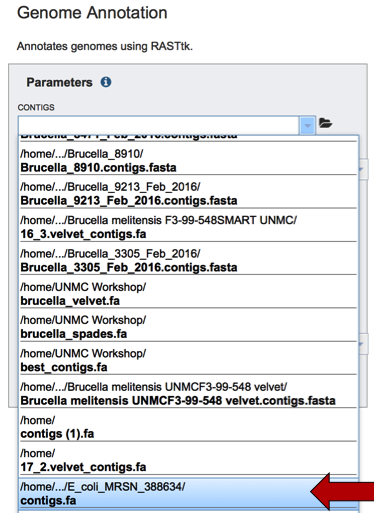 Genome Annotation
Annotates genomes using RASTtk.
Parameters
CONTIGS
Brucella_8471_Feb_2016.contigs.fasta
/home/.../Brucella_8910/
Brucella_8910.contigs.fasta
/home/.../Brucella_9213_Feb_2016/
Brucella_9213_Feb_2016.contigs.fasta
/home/.../Brucella melitensis F3-99-548SMART UNMC/
16_3.velvet_contigs.fa
/home/.../Brucella_3305_Feb_2016/
Brucella_3305_Feb_2016.contigs.fasta
/home/UNMC Workshop/
brucella_velvet.fa
/home/UNMC Workshop/
brucella_spades.fa
/home/UNMC Workshop/
best_contigs.fa
/home/.../Brucella melitensis UNMCF3-99-548 velvet/
Brucella melitensis UNMCF3-99-548 velvet.contigs.fasta
/home/
contigs (1).fa
/home/
17_2.velvet_contigs.fa
/home/.../E_coli_MRSN_388634/
contigs.fa